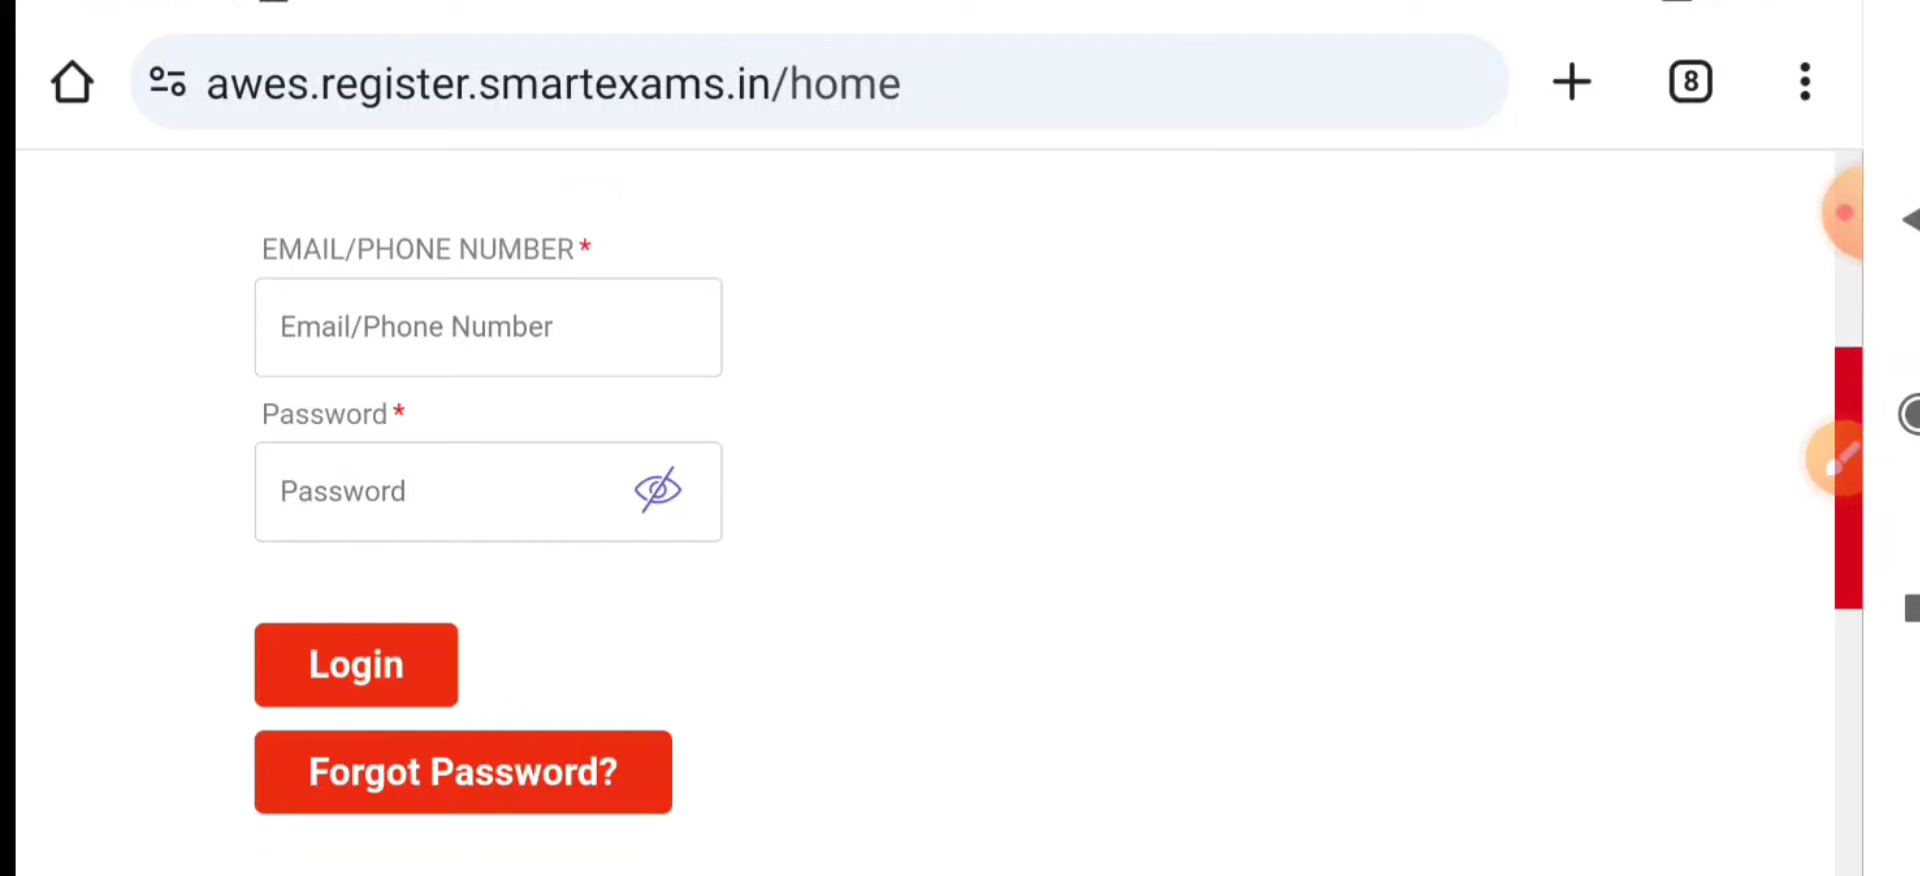 awes.register.smartexams.in/home
8
EMAIL/PHONE NUMBER *
Email/Phone Number
Password *
Password
Login
Forgot Password?